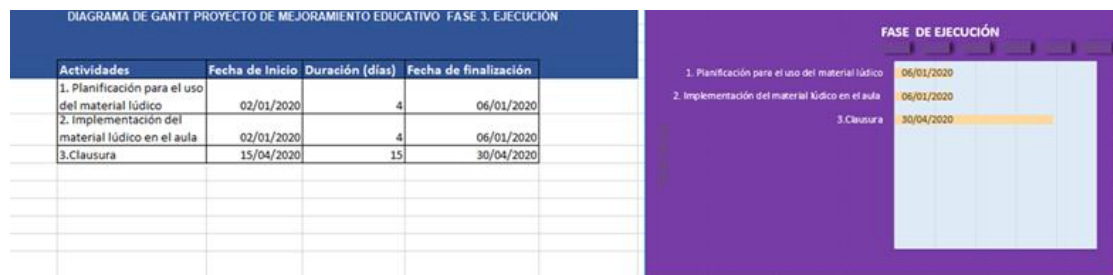 DIAGRAMA DE GANTT PROYECTO DE MEJORAMIENTO EDUCATIVO FASE 3. EJECUCIÓN
Actividades Fecha de Inicio Duración (días) Fecha de finalización
1. Planificación para el uso
del material lúdico 02/01/2020 4 06/01/2020
2. Implementación del
material lúdico en el aula 02/01/2020 4 06/01/2020
3.Clausura 15/04/2020 15 30/04/2020
FASE DE EJECUCIÓN
1. Planificación para el uso del material lúdico 06/01/2020
2. Implementación del material lúdico en el aula 06/01/2020
3.Clausura 30/04/2020